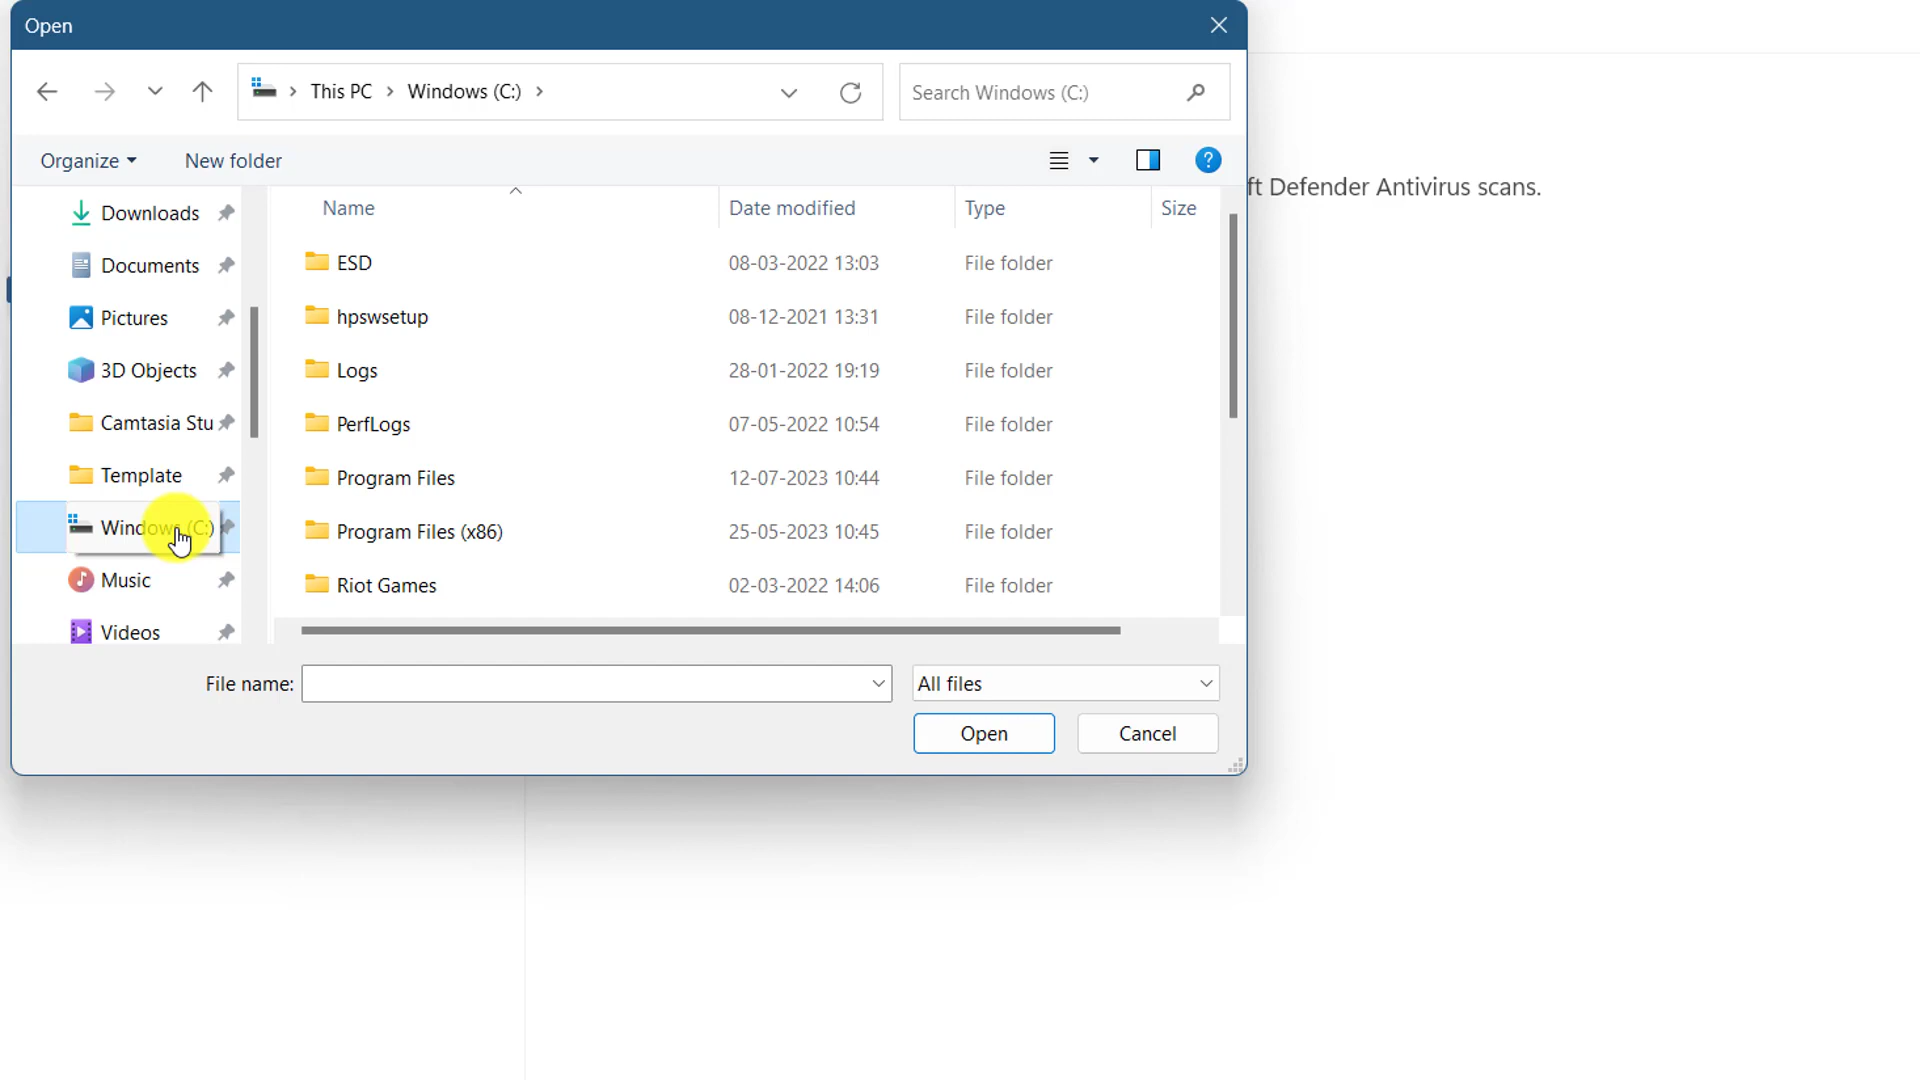 Open
This PC > Windows (C:) >
Search Windows (C:)
Organize
New folder
ft Defender Antivirus scans.
Downloads
Documents
Pictures
3D Objects
Camtasia Stu
Template
Windows (C:)
Music
Videos
Name Date modified Type Size
ESD 08-03-2022 13:03 File folder
hpswsetup 08-12-2021 13:31 File folder
Logs 28-01-2022 19:19 File folder
PerfLogs 07-05-2022 10:54 File folder
Program Files 12-07-2023 10:44 File folder
Program Files (x86) 25-05-2023 10:45 File folder
Riot Games 02-03-2022 14:06 File folder
File name:
All files
Open
Cancel